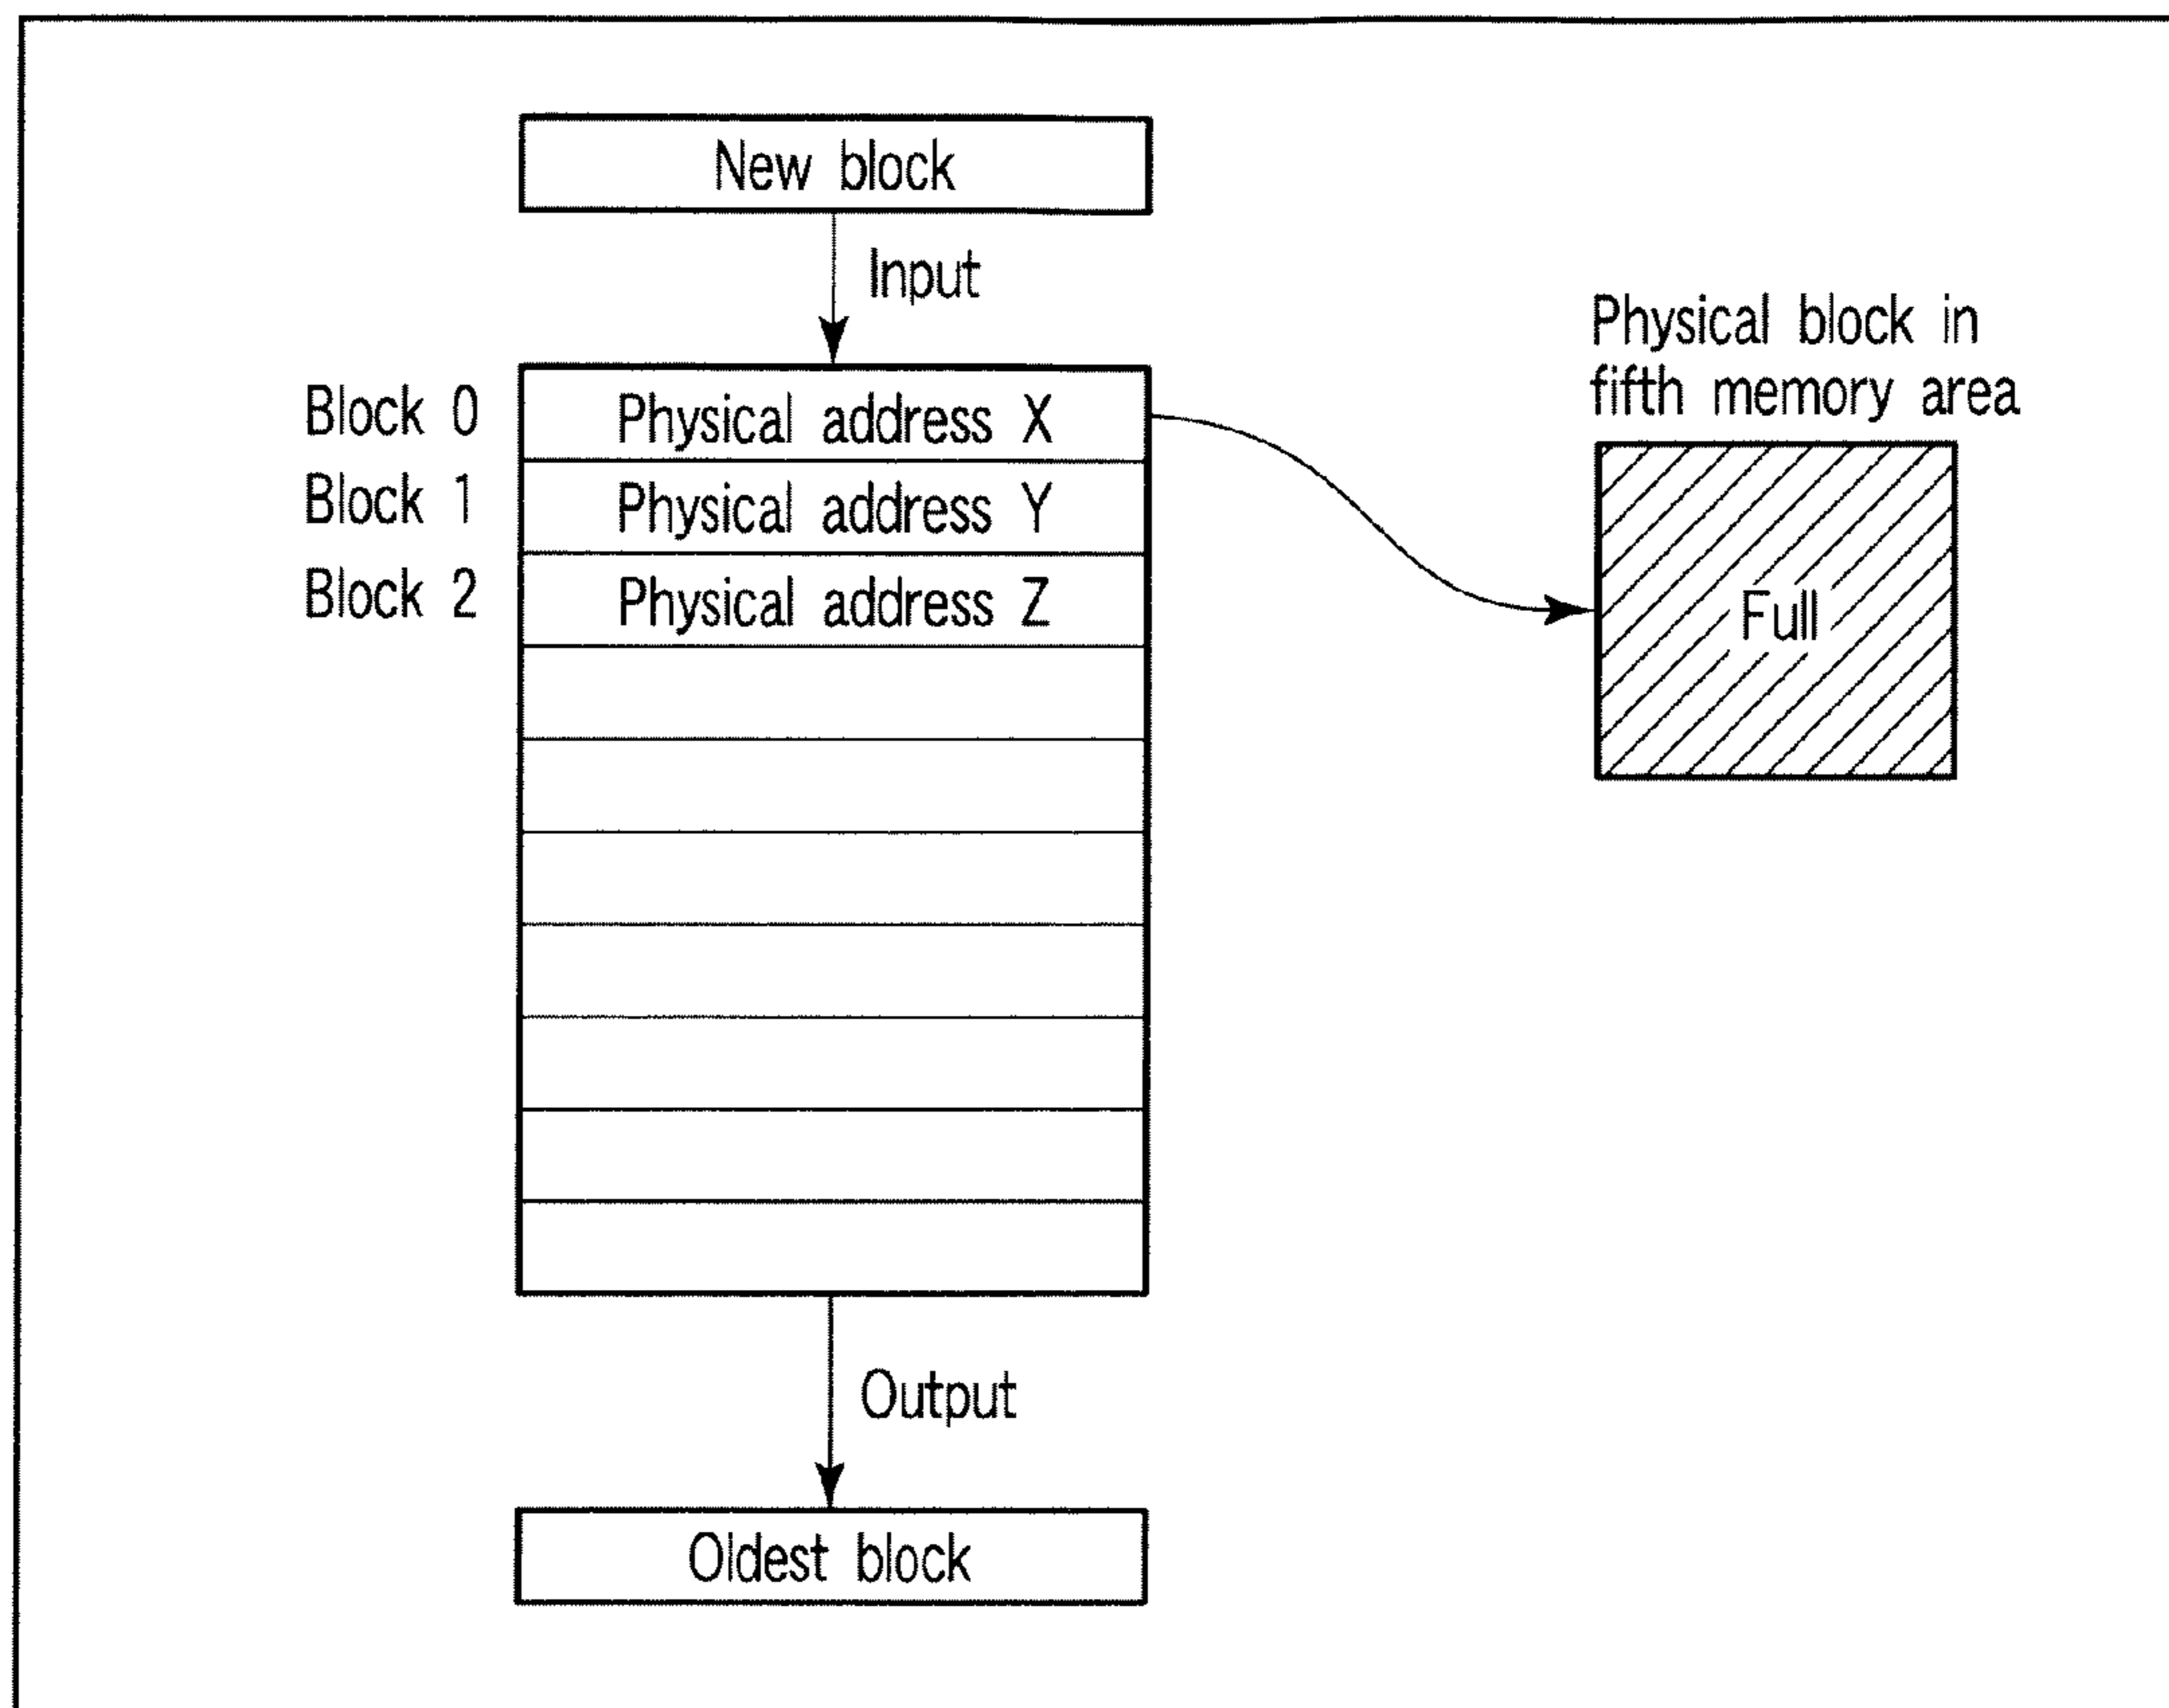 New block
Input
Physical block in
fifth memory area
Block 0
Physical address X
Block 1
Physical address Y
Block 2
Physical address Z
Full
Output
Oldest block